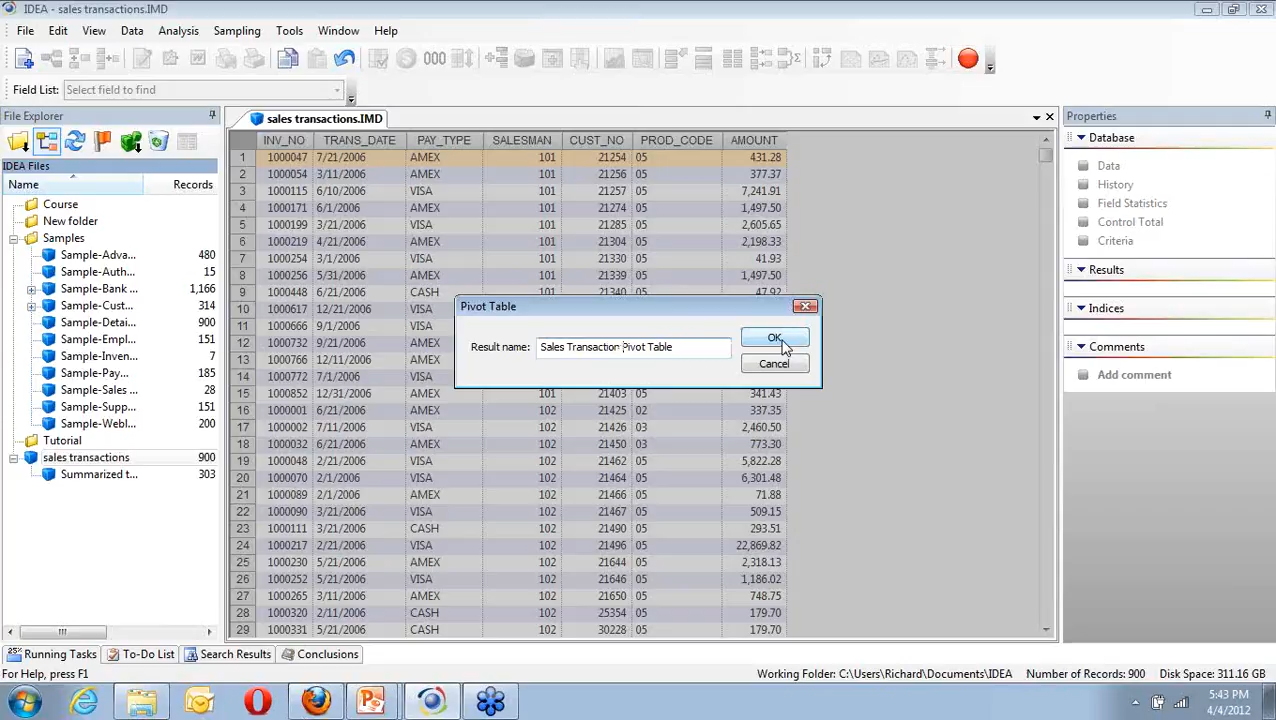 IDEA - sales transactions.IMD
File Edit View Data Analysis Sampling Tools Window Help
Field List: Select field to find
File Explorer
IDEA Files
Name Records
Course
New folder
Samples
Sample-Adva... 480
Sample-Auth... 15
Sample-Bank ... 1,166
Sample-Cust... 314
Sample-Detai... 900
Sample-Empl... 151
Sample-Inven... 7
Sample-Pay... 315
Sample-Sales 28
Sample-Supp... 151
Sample-Webl... 200
Tutorial
sales transactions 900
Summarized t... 303
sales transactions.IMD
INV_NO TRANS_DATE PAY_TYPE SALESMAN CUST_NO PROD_CODE AMOUNT
1 1000047 7/21/2006 AMEX 101 21254 05 431.28
2 1000054 3/11/2006 AMEX 101 21256 05 377.37
3 1000115 6/10/2006 VISA 101 21257 05 7,241.91
4 1000171 6/1/2006 AMEX 101 21274 05 1,497.50
5 1000199 3/21/2006 VISA 101 21285 05 2,605.65
6 1000219 4/21/2006 AMEX 101 21304 05 2,198.33
7 1000254 3/1/2006 VISA 101 21330 05 41.93
8 1000256 5/31/2006 AMEX 101 21339 05 1,497.50
9 1000448 6/21/2006 CASH 101 21340 05 47.92
10 1000617 12/21/2006 VISA
11 1000666 9/1/2006 VISA
12 1000732 9/21/2006 AMEX
13 1000766 12/11/2006 AMEX
14 1000772 7/1/2006 VISA
15 1000852 12/31/2006 AMEX 101 21403 05 341.43
16 1000001 6/21/2006 AMEX 102 21425 02 337.35
17 1000002 7/11/2006 VISA 102 21426 03 2,460.50
18 1000032 6/21/2006 AMEX 102 21450 03 773.30
19 1000048 2/21/2006 VISA 102 21462 05 5,822.28
20 1000070 2/1/2006 VISA 102 21464 05 6,301.48
21 1000089 2/1/2006 AMEX 102 21466 05 71.88
22 1000090 3/21/2006 VISA 102 21467 05 509.15
23 1000111 3/21/2006 CASH 102 21490 05 293.51
24 1000217 2/21/2006 VISA 102 21496 05 22,869.82
25 1000230 5/21/2006 AMEX 102 21644 05 2,318.13
26 1000252 5/21/2006 VISA 102 21646 05 1,186.02
27 1000265 3/11/2006 AMEX 102 21650 05 748.75
28 1000320 2/11/2006 CASH 102 25354 05 179.70
29 1000331 5/21/2006 CASH 102 30228 05 179.70
Pivot Table
Result name: Sales Transaction Pivot Table
OK
Cancel
Properties
Database
Data
History
Field Statistics
Control Total
Criteria
Results
Indices
Comments
Add comment
Running Tasks To-Do List Search Results Conclusions
For Help, press F1
Working Folder: C:\Users\Richard\Documents\IDEA Number of Records: 900 Disk Space: 311.16 GB
5:43 PM
4/4/2012